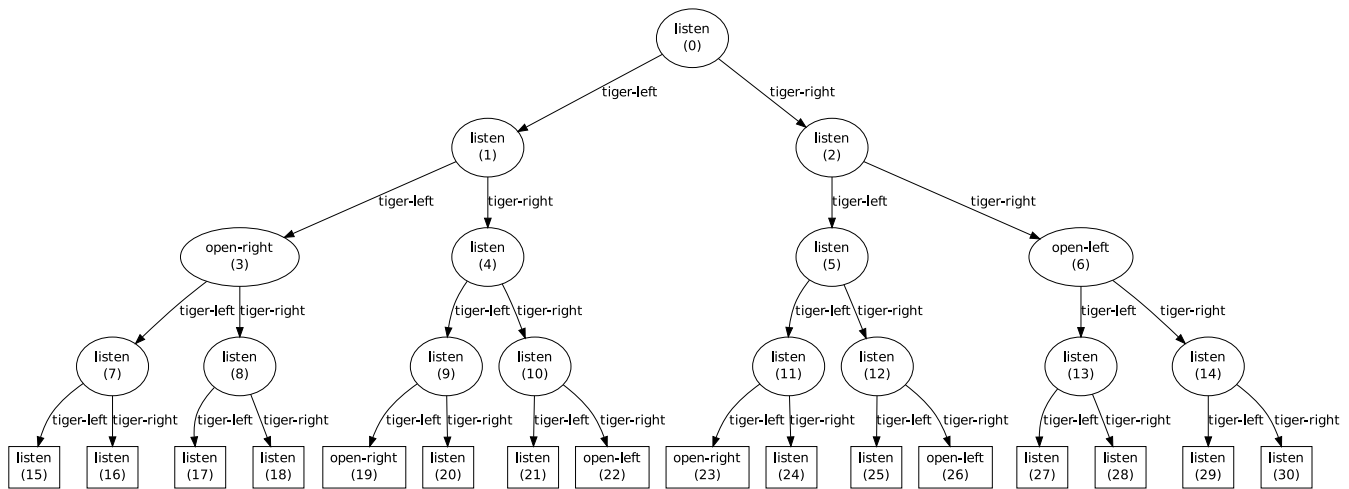 listen
(0)
tiger-left
tiger-right
listen
(1)
listen
(2)
tiger-left
tiger-right
tiger-left
tiger-right
open-right
(3)
listen
(4)
listen
(5)
open-left
(6)
tiger-left
tiger-right
tiger-left
tiger-right
tiger-left
tiger-right
tiger-left
tiger-right
listen
(7)
listen
(8)
listen
(9)
listen
(10)
listen
(11)
listen
(12)
listen
(13)
listen
(14)
tiger-left
tiger-right
tiger-left
tiger-right
tiger-left
tiger-right
tiger-left
tiger-right
tiger-left
tiger-right
tiger-left
tiger-right
tiger-left
tiger-right
tiger-left
tiger-right
listen
(15)
listen
(16)
listen
(17)
listen
(18)
open-right
(19)
listen
(20)
listen
(21)
open-left
(22)
open-right
(23)
listen
(24)
listen
(25)
open-left
(26)
listen
(27)
listen
(28)
listen
(29)
listen
(30)